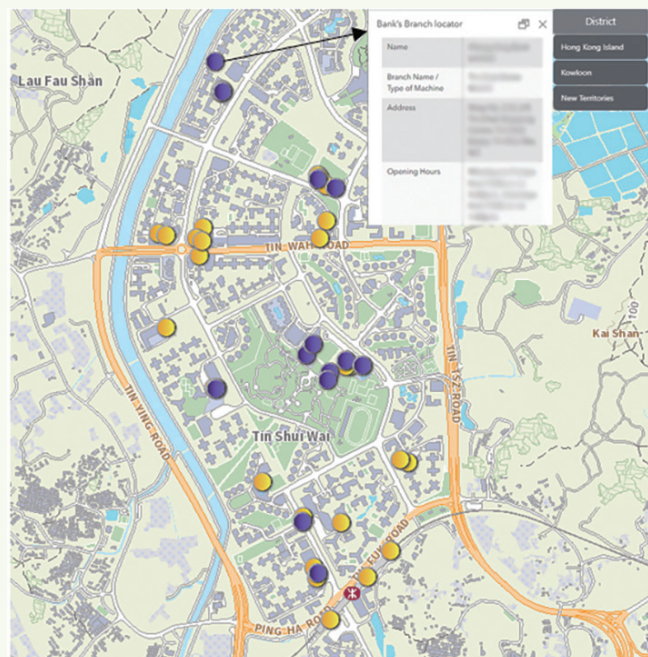 Bank's Branch locator
Name
Branch Name /
Type of Machine
Address
Opening Hours
District
Hong Kong Island
Kowloon
New Territories
Lau Fau Shan
TIN WAH ROAD
Kai Shan
100
TIN TSZ ROAD
TIN YING ROAD
Tin Shui Wai
FUK ROAD
PING HA ROAD